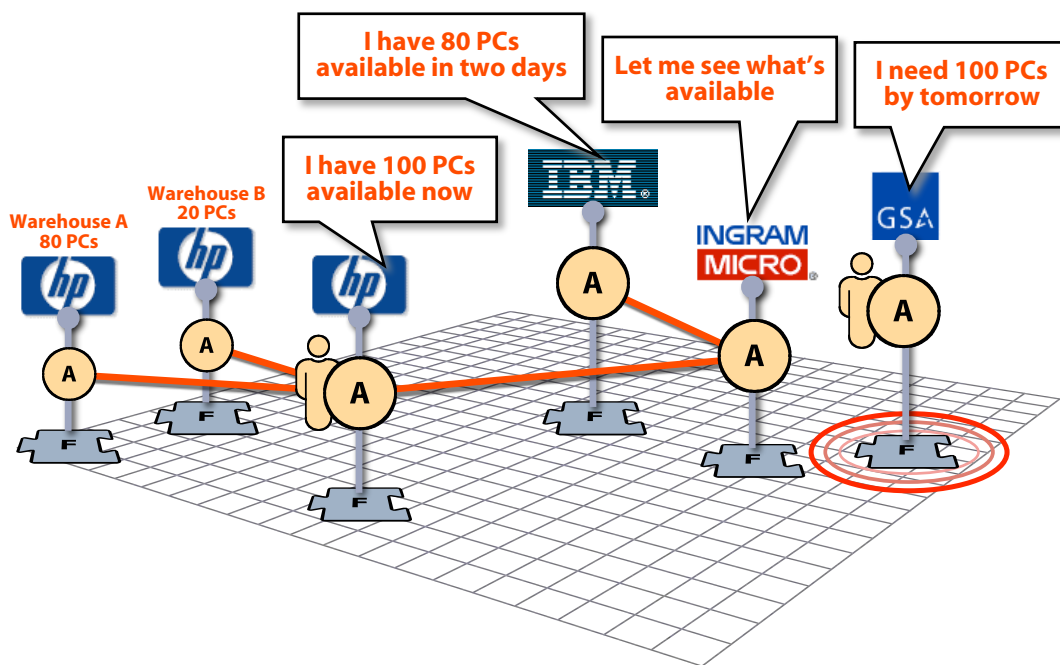 I have 80 PCs
available in two days
Let me see what's
available
I need 100 PCs
by tomorrow
I have 100 PCs
available now
Warehouse A
80 PCs
Warehouse B
20 PCs
hp
hp
hp
IBM®
INGRAM
MICRO®
GSA
A
A
A
A
A
A
F
F
F
F
F
F